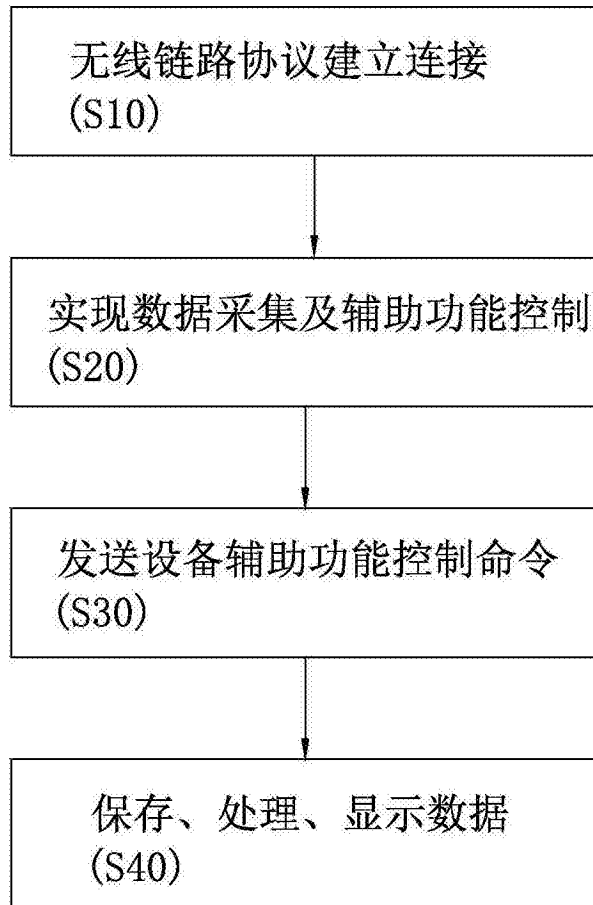 无线链路协议建立连接
(S10)
实现数据采集及辅助功能控制
(S20)
发送设备辅助功能控制命令
(S30)
保存、处理、显示数据
(S40)